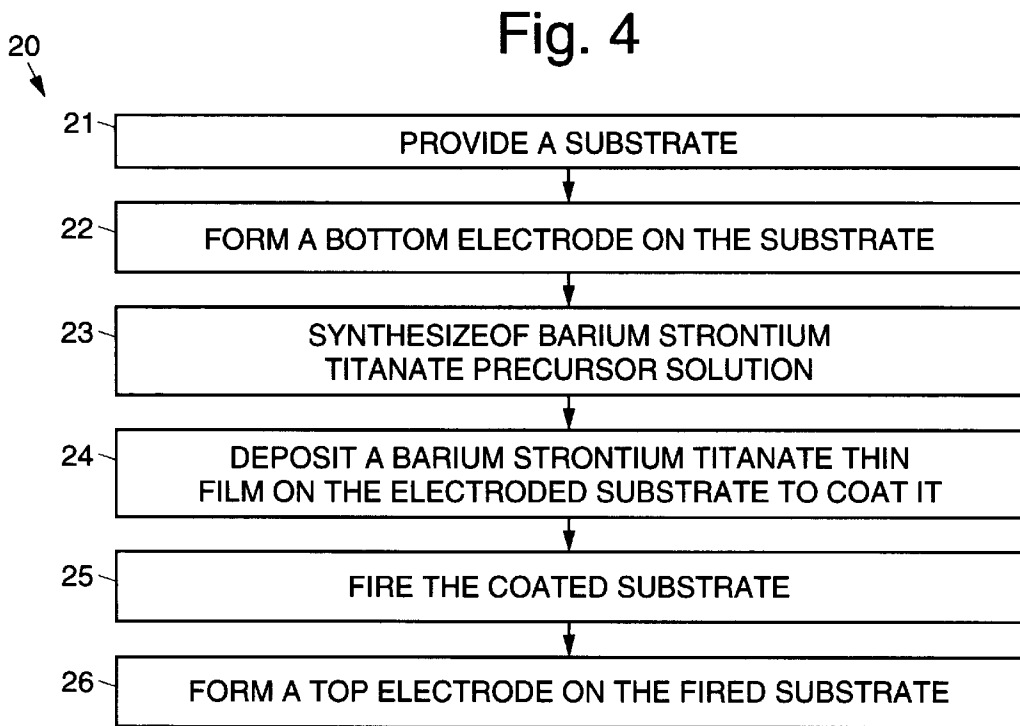 Fig. 4
20
21
PROVIDE A SUBSTRATE
22
FORM A BOTTOM ELECTRODE ON THE SUBSTRATE
23
SYNTHESIZEOF BARIUM STRONTIUM
TITANATE PRECURSOR SOLUTION
24
DEPOSIT A BARIUM STRONTIUM TITANATE THIN
FILM ON THE ELECTRODED SUBSTRATE TO COAT IT
25
FIRE THE COATED SUBSTRATE
26
FORM A TOP ELECTRODE ON THE FIRED SUBSTRATE